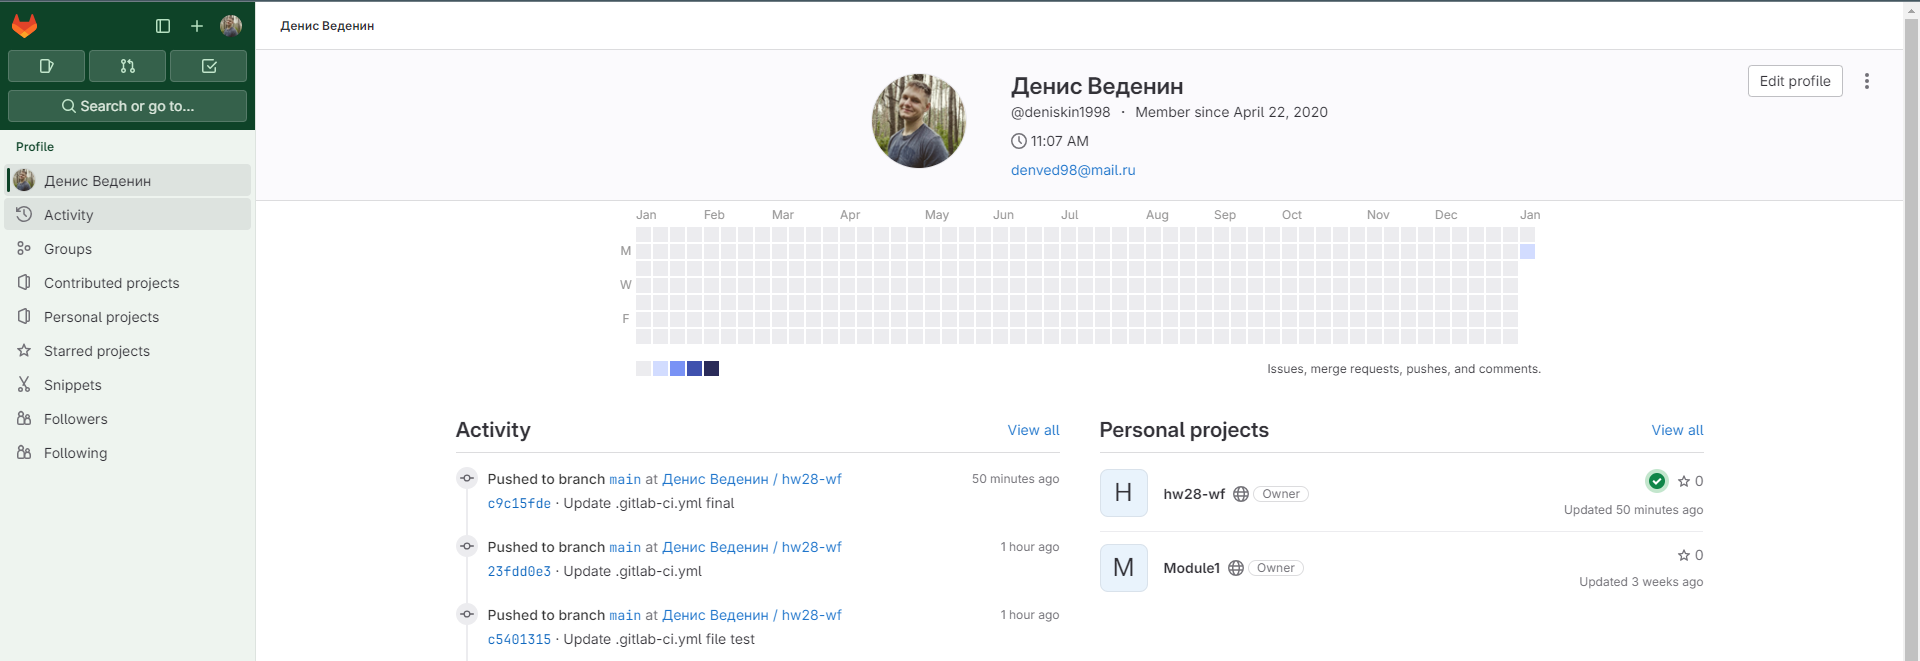 Денис Веденин
Search or go to...
Profile
Денис Веденин
Activity
Groups
Contributed projects
Personal projects
Starred projects
Snippets
Followers
Following
Денис Веденин
@deniskin1998 · Member since April 22, 2020
11:07 AM
denved98@mail.ru
Edit profile
Jan Feb Mar Apr May Jun Jul Aug Sep Oct Nov Dec Jan
M
W
F
Issues, merge requests, pushes, and comments.
Activity View all
Pushed to branch main at Денис Веденин / hw28-wf 50 minutes ago
c9c15fde · Update .gitlab-ci.yml final
Pushed to branch main at Денис Веденин / hw28-wf 1 hour ago
23fdd0e3 · Update .gitlab-ci.yml
Pushed to branch main at Денис Веденин / hw28-wf 1 hour ago
c5401315 · Update .gitlab-ci.yml file test
Personal projects View all
H hw28-wf Owner 0
Updated 50 minutes ago
M Module1 Owner 0
Updated 3 weeks ago